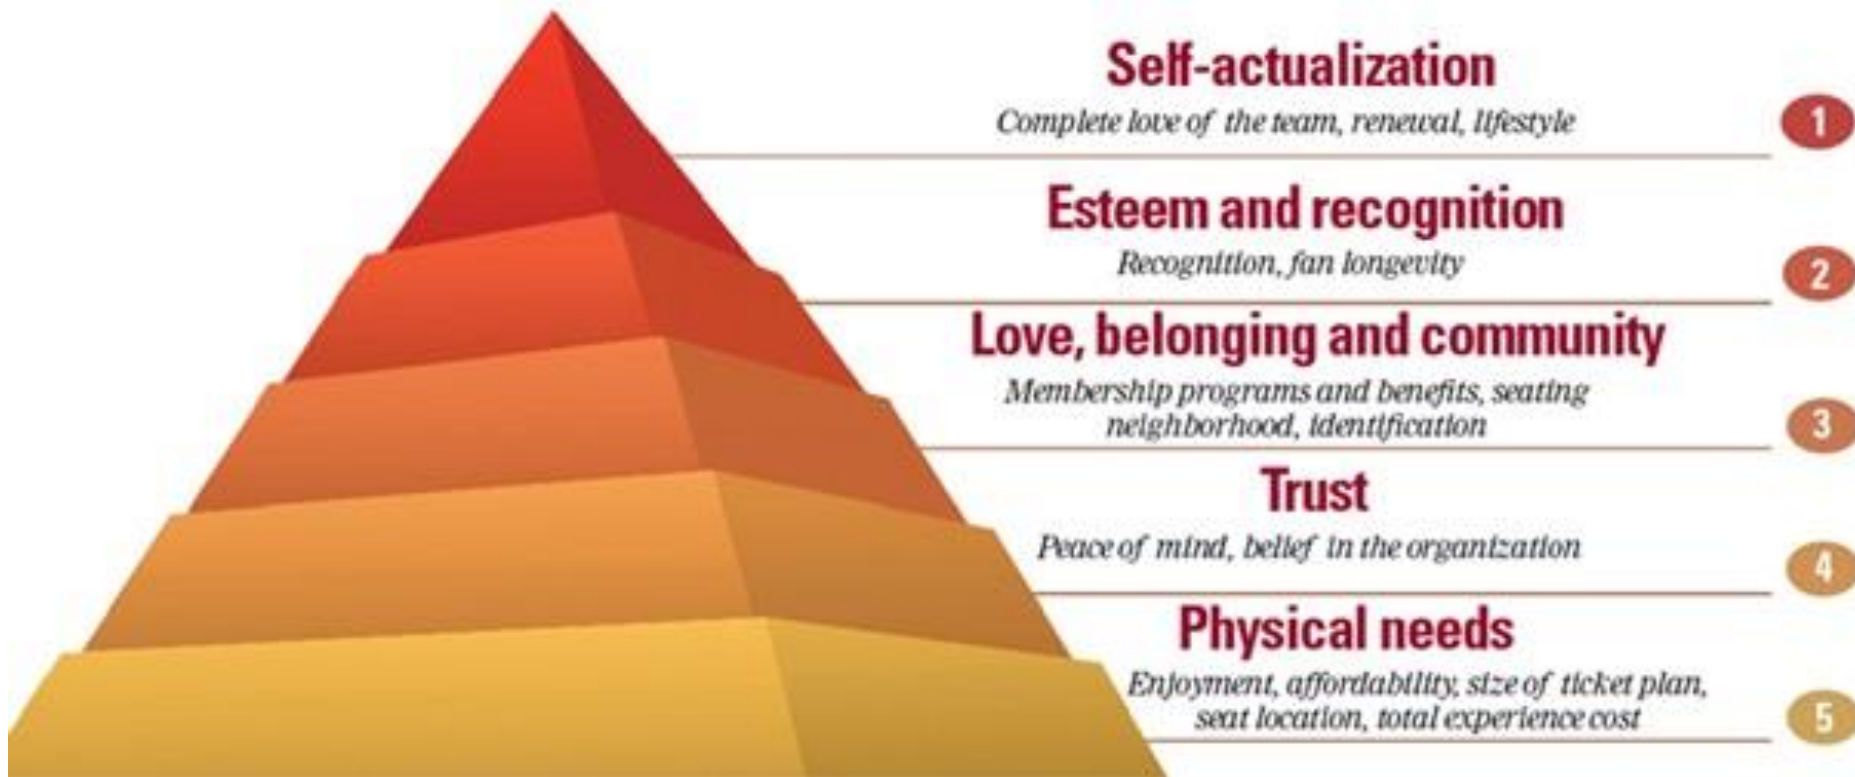 Self-actualization
Complete love of the team, renewal, lifestyle
1
Esteem and recognition
Recognition, fan longevity
2
Love, belonging and community
Membership programs and benefits, seating
neighborhood, identification
3
Trust
Peace of mind, belief in the organization
4
Physical needs
Enjoyment, affordability, size of ticket plan,
seat location, total experience cost
5